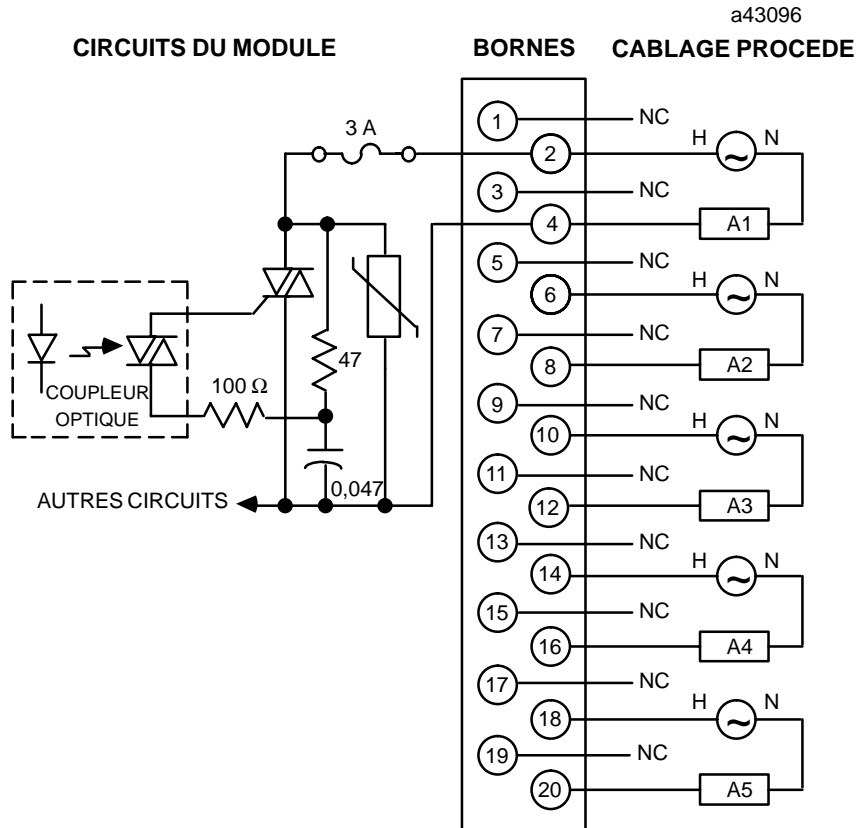 a43096
CIRCUITS DU MODULE BORNES CABLAGE PROCEDE
1 NC
3 A
2 H ~ N
3 NC
4 A1
5 NC
6 H ~ N
7 NC
47
8 A2
100 Ω
COUPLEUR
OPTIQUE
9 NC
10 H ~ N
11 NC
0,047
AUTRES CIRCUITS
12 A3
13 NC
14 H ~ N
15 NC
16 A4
17 NC
18 H ~ N
19 NC
20 A5